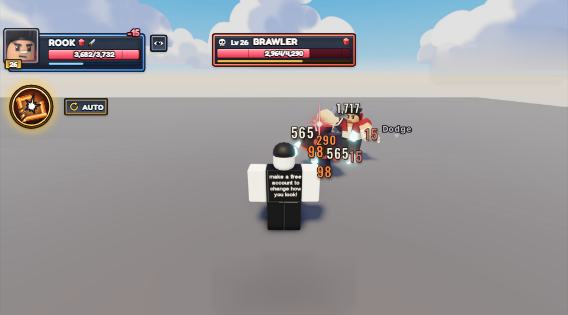 -15
ROOK
3,682/3,732
26
Lv 26 BRAWLER
2,964/4,290
AUTO
1,717
565
15
Dodge
290
98 565 15
98
make a free
account to
change how
you look!